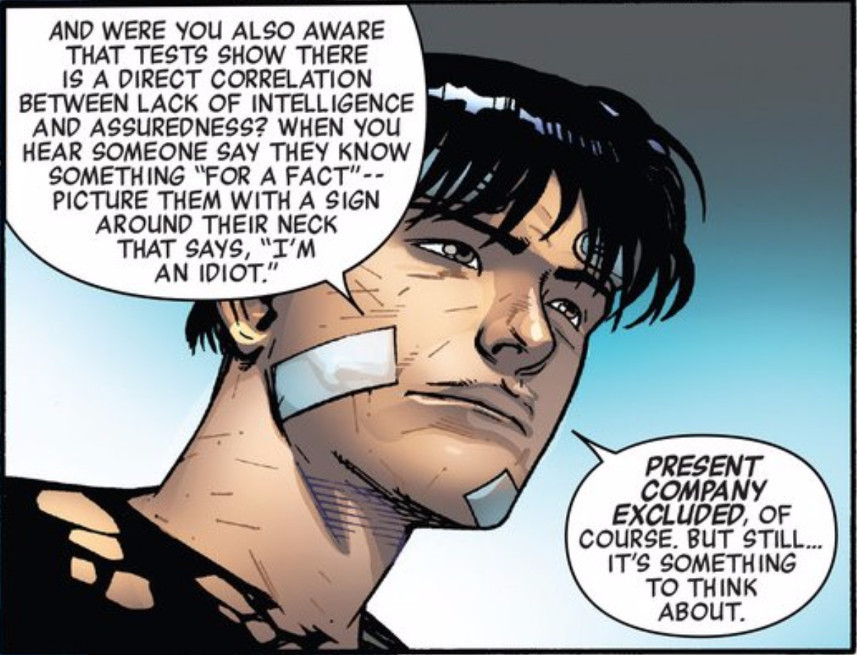 AND WERE YOU ALSO AWARE
THAT TESTS SHOW THERE
IS A DIRECT CORRELATION
BETWEEN LACK OF INTELLIGENCE
AND ASSUREDNESS? WHEN YOU
HEAR SOMEONE SAY THEY KNOW
SOMETHING "FOR A FACT"--
PICTURE THEM WITH A SIGN
AROUND THEIR NECK
THAT SAYS, "I'M
AN IDIOT."
PRESENT
COMPANY
EXCLUDED, OF
COURSE. BUT STILL...
IT'S SOMETHING
TO THINK
ABOUT.